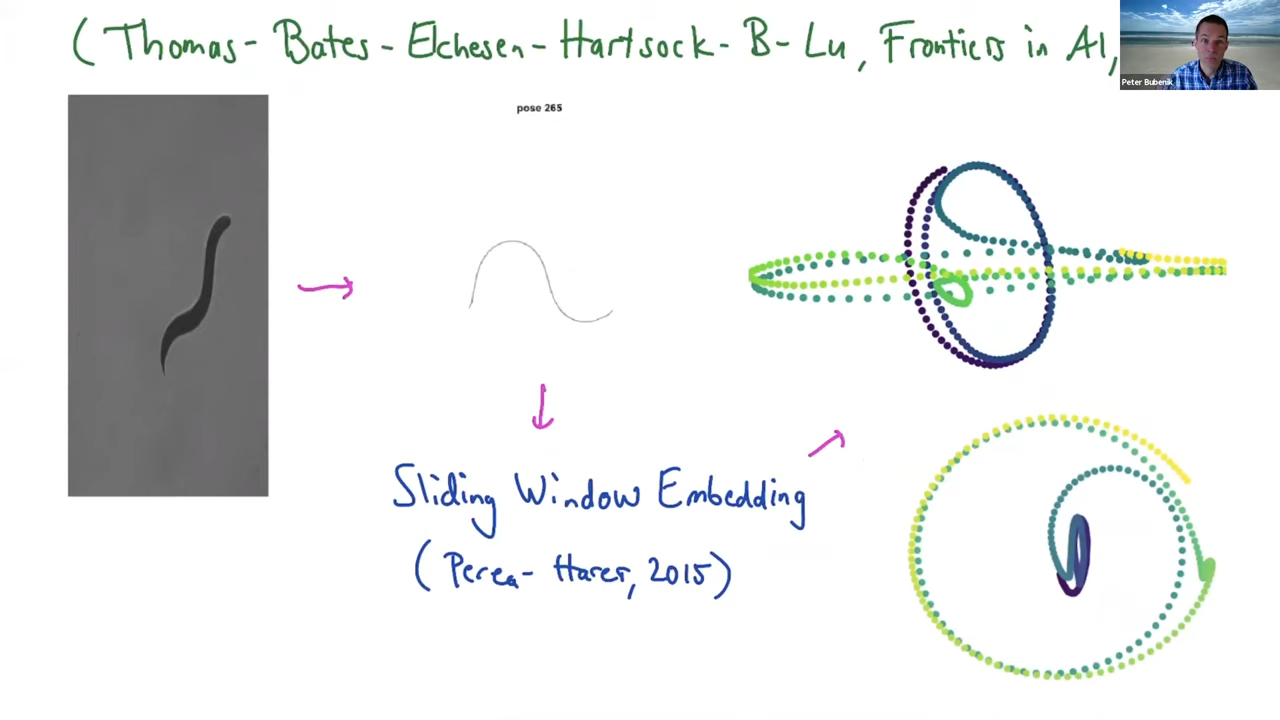 (Thomas- Bates - Elchesen - Hartsock - B - Lu, Frontiers in AI,
Peter Bubenik
pose 265
Sliding Window Embedding
(Perea - Harer, 2015)